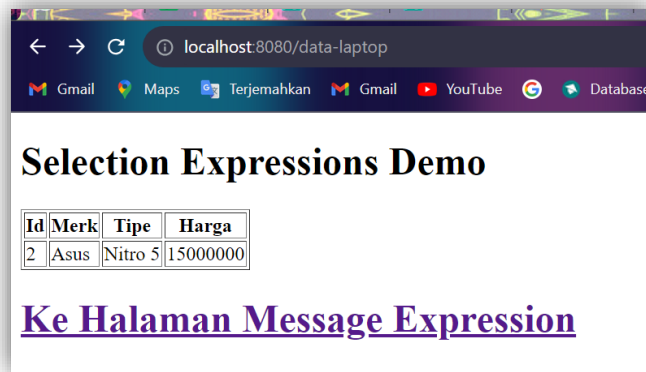 localhost:8080/data-laptop
Gmail Maps Terjemahkan Gmail YouTube Database
Selection Expressions Demo
Id Merk Tipe Harga
2 Asus Nitro 5 15000000
Ke Halaman Message Expression